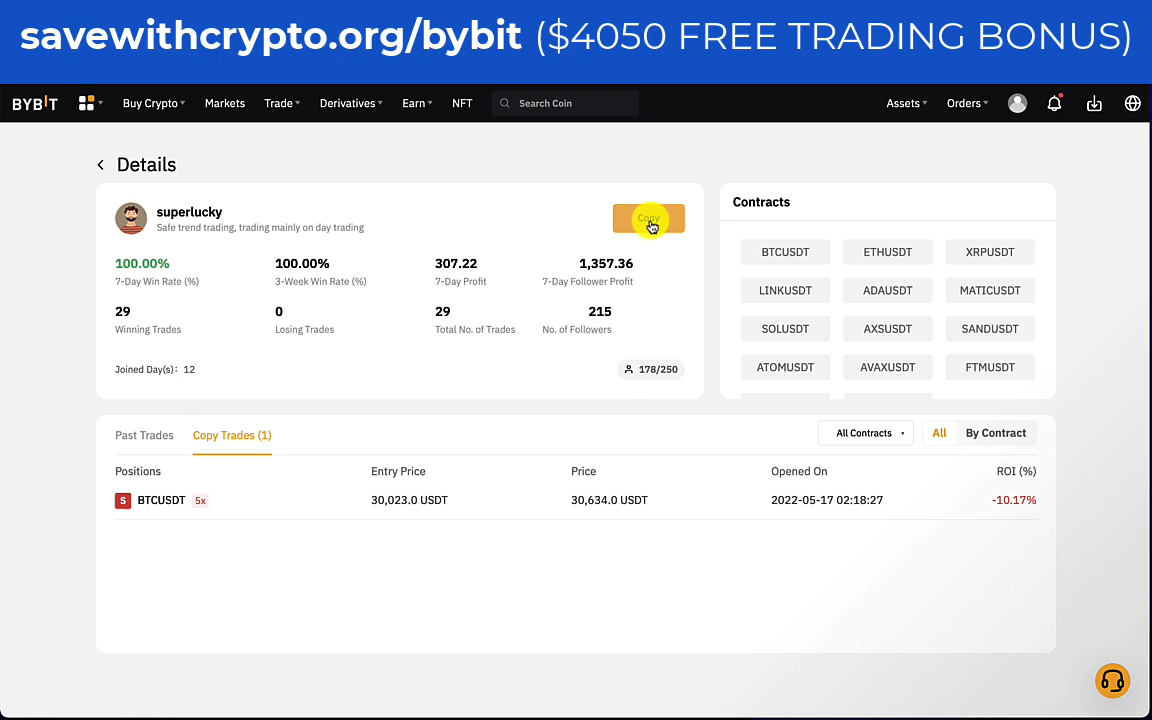 savewithcrypto.org/bybit ($4050 FREE TRADING BONUS)
BYBIT Buy Crypto Markets Trade Derivatives Earn NFT Search Coin Assets Orders
Details
superlucky
Safe trend trading, trading mainly on day trading
Copy
100.00% 100.00% 307.22 1,357.36
7-Day Win Rate (%) 3-Week Win Rate (%) 7-Day Profit 7-Day Follower Profit
29 0 29 215
Winning Trades Losing Trades Total No. of Trades No. of Followers
Joined Day(s): 12 178/250
Contracts
BTCUSDT ETHUSDT XRPUSDT
LINKUSDT ADAUSDT MATICUSDT
SOLUSDT AXSUSDT SANDUSDT
ATOMUSDT AVAXUSDT FTMUSDT
Past Trades Copy Trades (1) All Contracts All By Contract
Positions Entry Price Price Opened On ROI (%)
S BTCUSDT 5x 30,023.0 USDT 30,634.0 USDT 2022-05-17 02:18:27 -10.17%